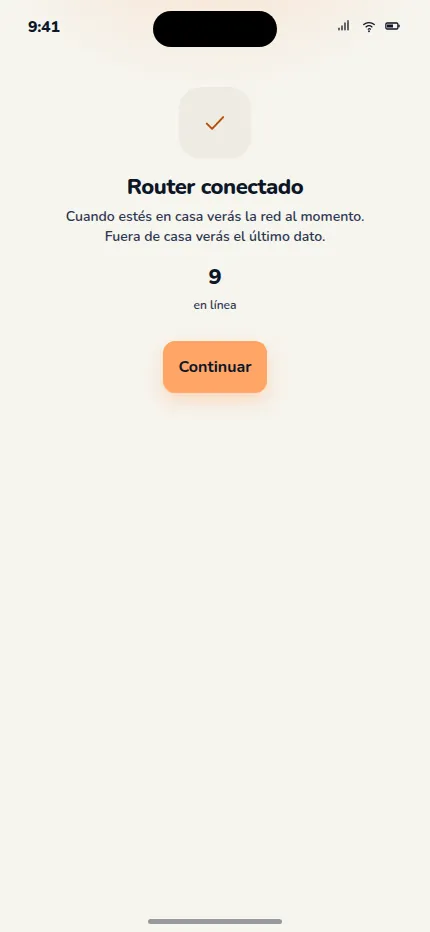 9:41
Router conectado
Cuando estés en casa verás la red al momento.
Fuera de casa verás el último dato.
9
en línea
Continuar